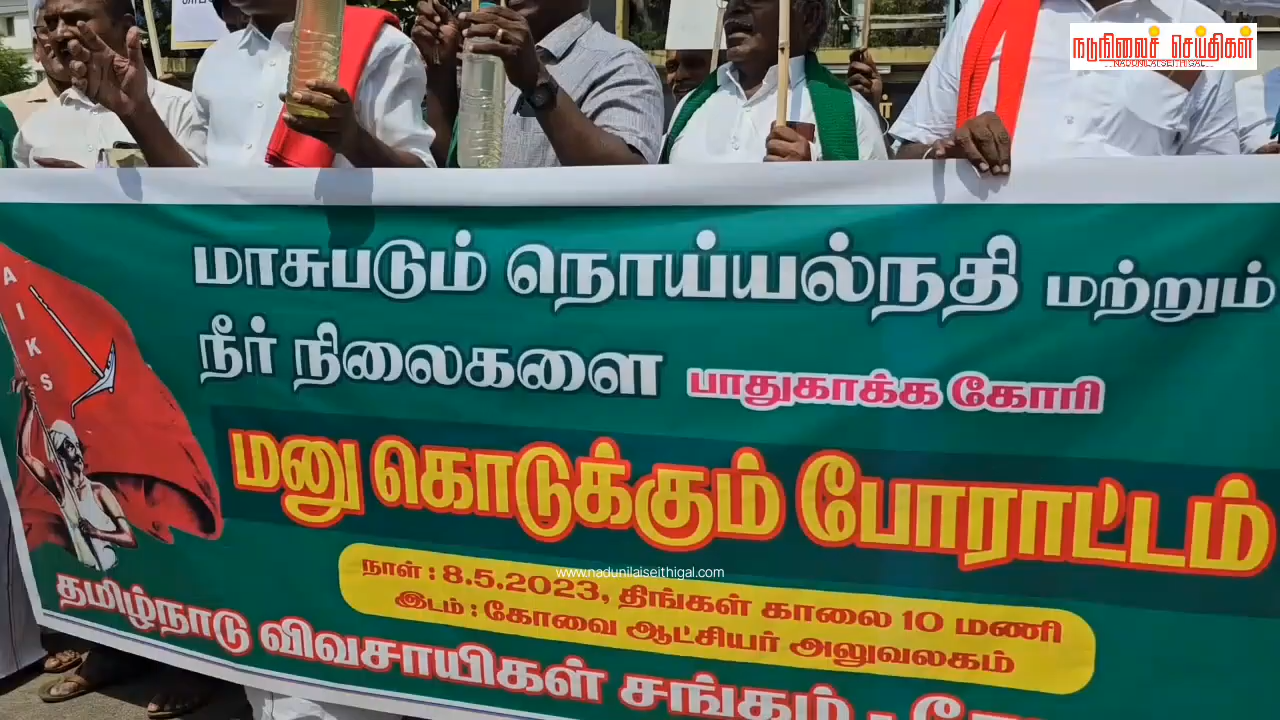 நடுநிலைச் செய்திகள்
NADUNILAISEITHIGAL
மாசுபடும் நொய்யல்நதி மற்றும்
நீர் நிலைகளை பாதுகாக்க கோரி
AIKS
மனு கொடுக்கும் போராட்டம்
www.nadunilaiseithigal.com
நாள் : 8.5.2023, திங்கள் காலை 10 மணி
இடம் : கோவை ஆட்சியர் அலுவலகம்
தமிழ்நாடு விவசாயிகள் சங்கம் -